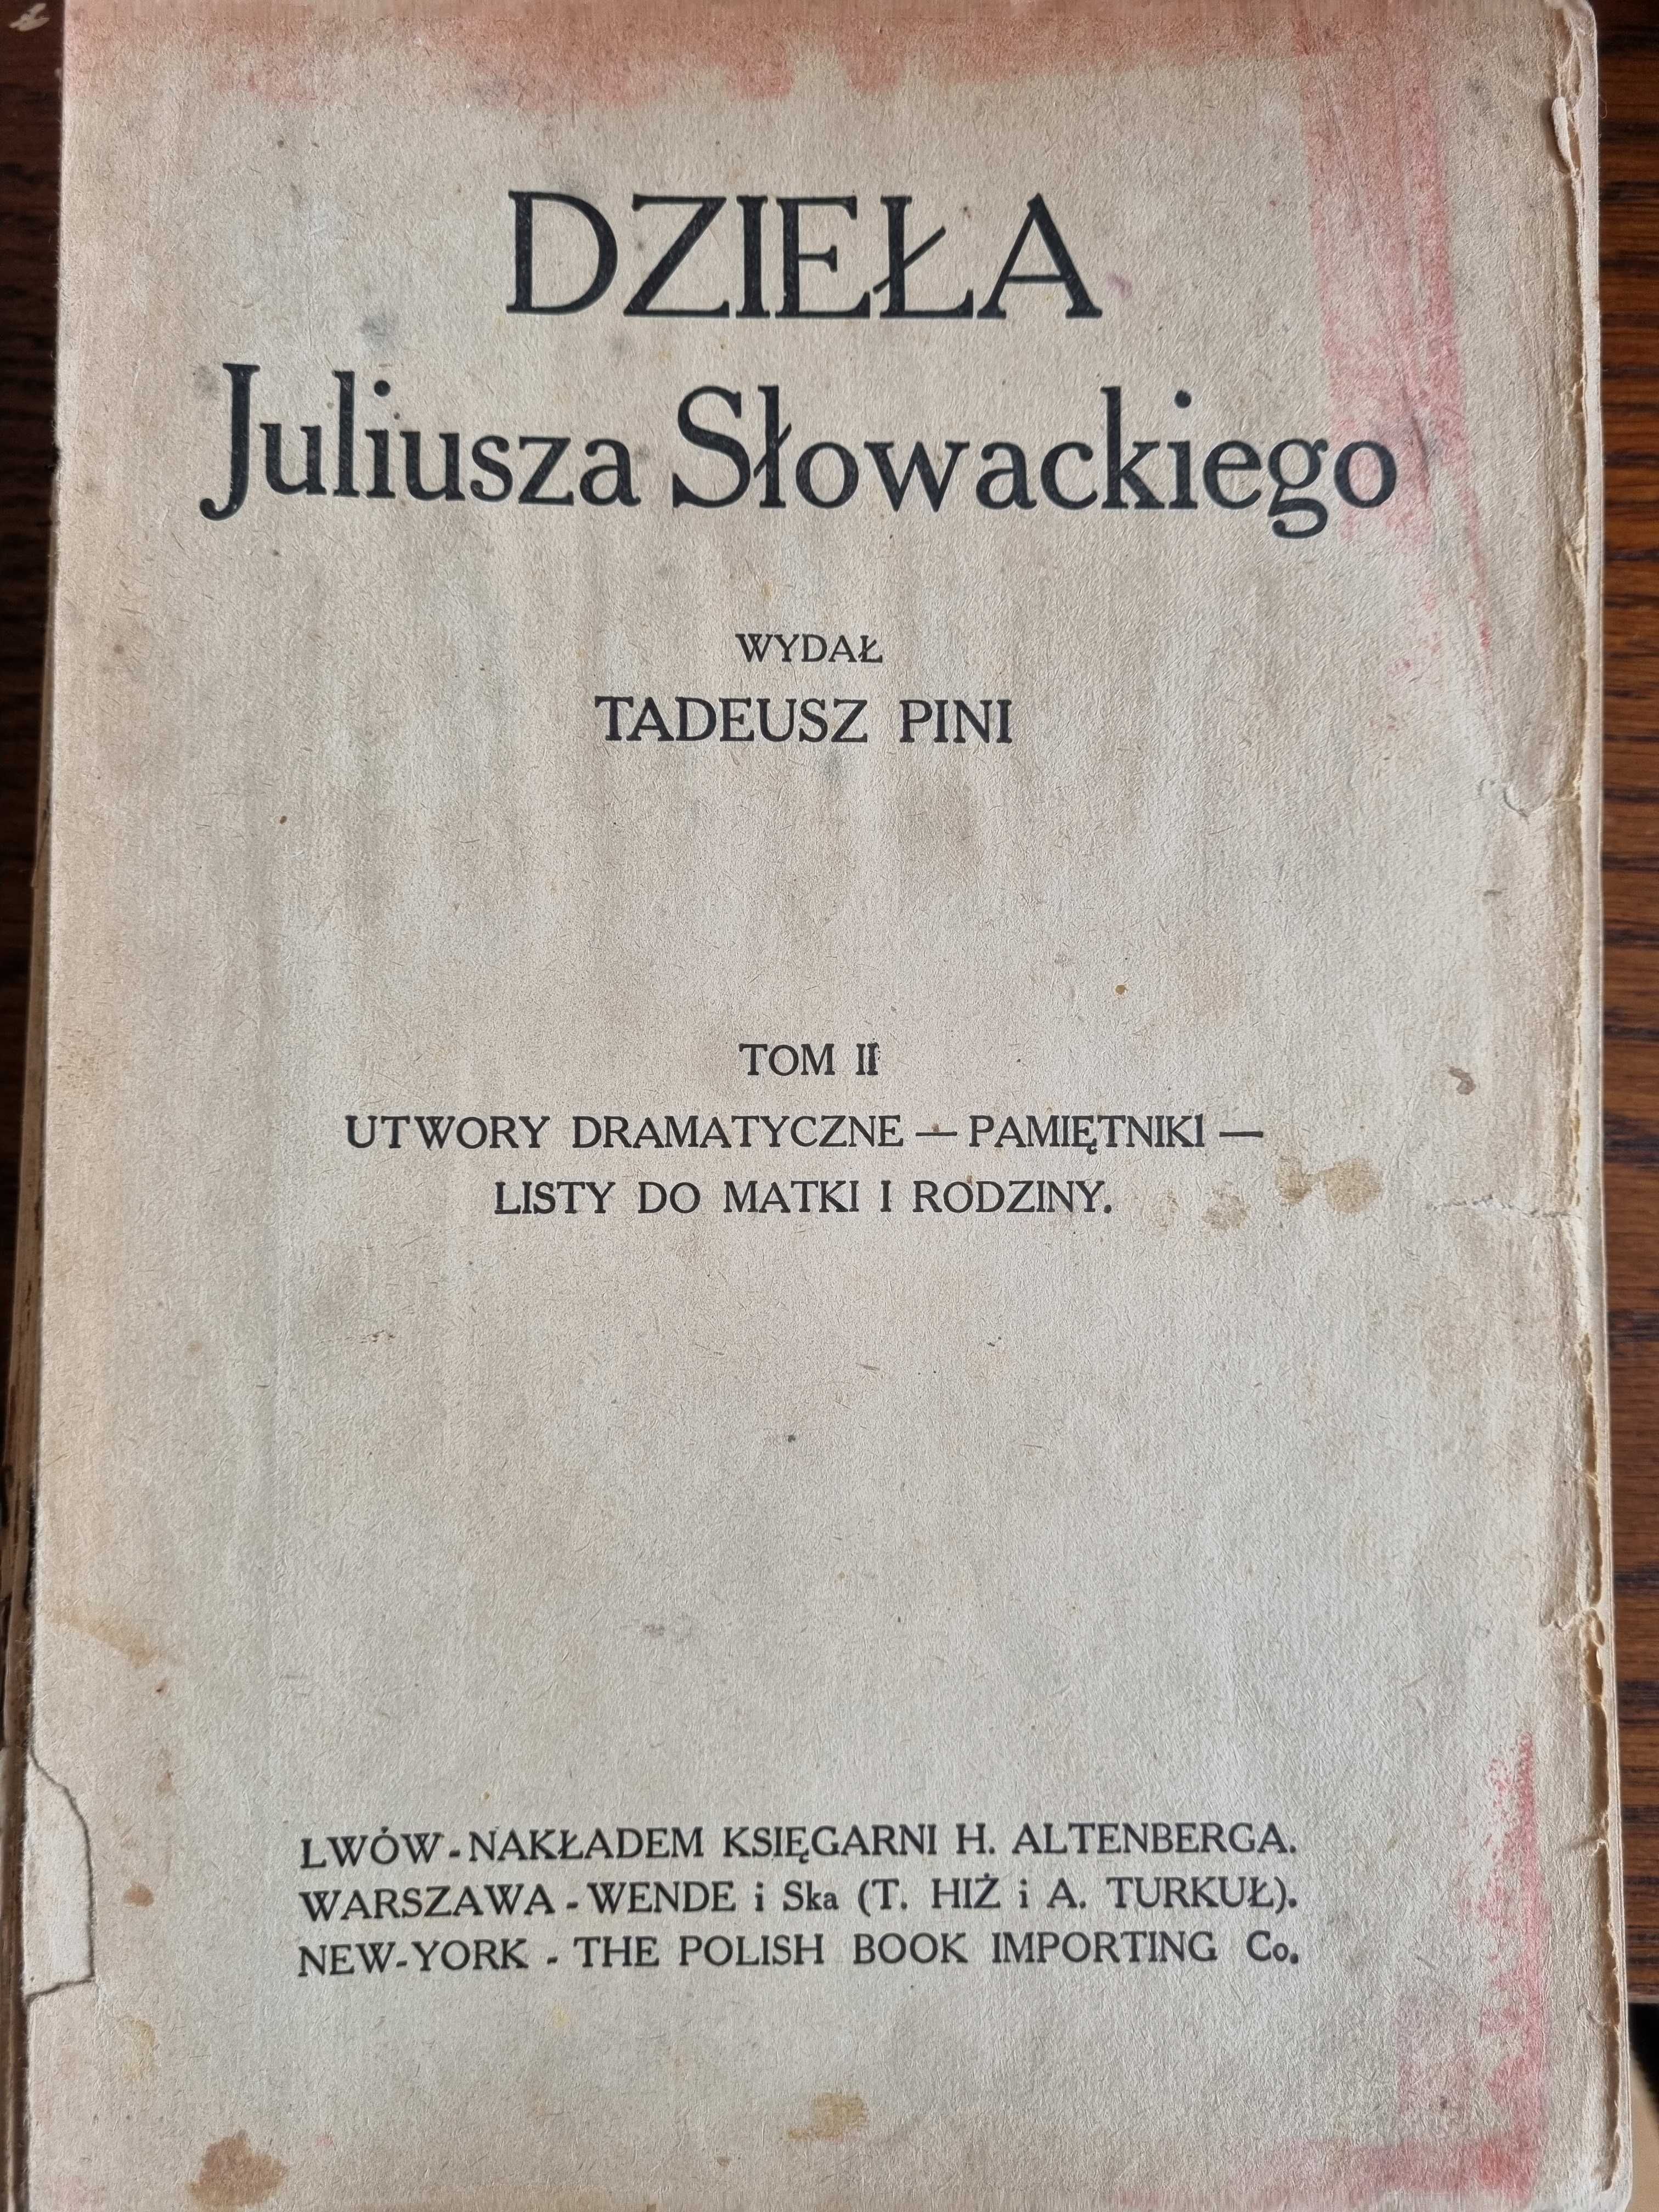 DZIEŁA
Juliusza Słowackiego
WYDAŁ
TADEUSZ PINI
TOM II
UTWORY DRAMATYCZNE — PAMIĘTNIKI —
LISTY DO MATKI I RODZINY.
LWÓW - NAKŁADEM KSIĘGARNI H. ALTENBERGA.
WARSZAWA - WENDE i Ska (T. HIŻ i A. TURKUŁ).
NEW-YORK - THE POLISH BOOK IMPORTING Co.